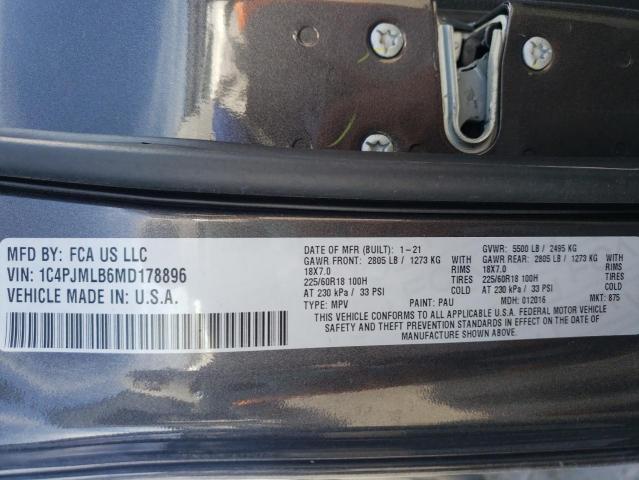 MFD BY: FCA US LLC
VIN: 1C4PJMLB6MD178896
VEHICLE MADE IN: U.S.A.
DATE OF MFR (BUILT): 1-21 GVWR: 5500 LB / 2495 KG
GAWR FRONT: 2805 LB / 1273 KG GAWR REAR: 2805 LB / 1273 KG
18X7.0 RIMS 18X7.0 RIMS
225/60R18 100H TIRES 225/60R18 100H TIRES
AT 230 kPa / 33 PSI COLD AT 230 kPa / 33 PSI COLD
TYPE: MPV PAINT: PAU MDH: 012016 MKT: 875
THIS VEHICLE CONFORMS TO ALL APPLICABLE U.S.A. FEDERAL MOTOR VEHICLE
SAFETY AND THEFT PREVENTION STANDARDS IN EFFECT ON THE DATE OF
MANUFACTURE SHOWN ABOVE.